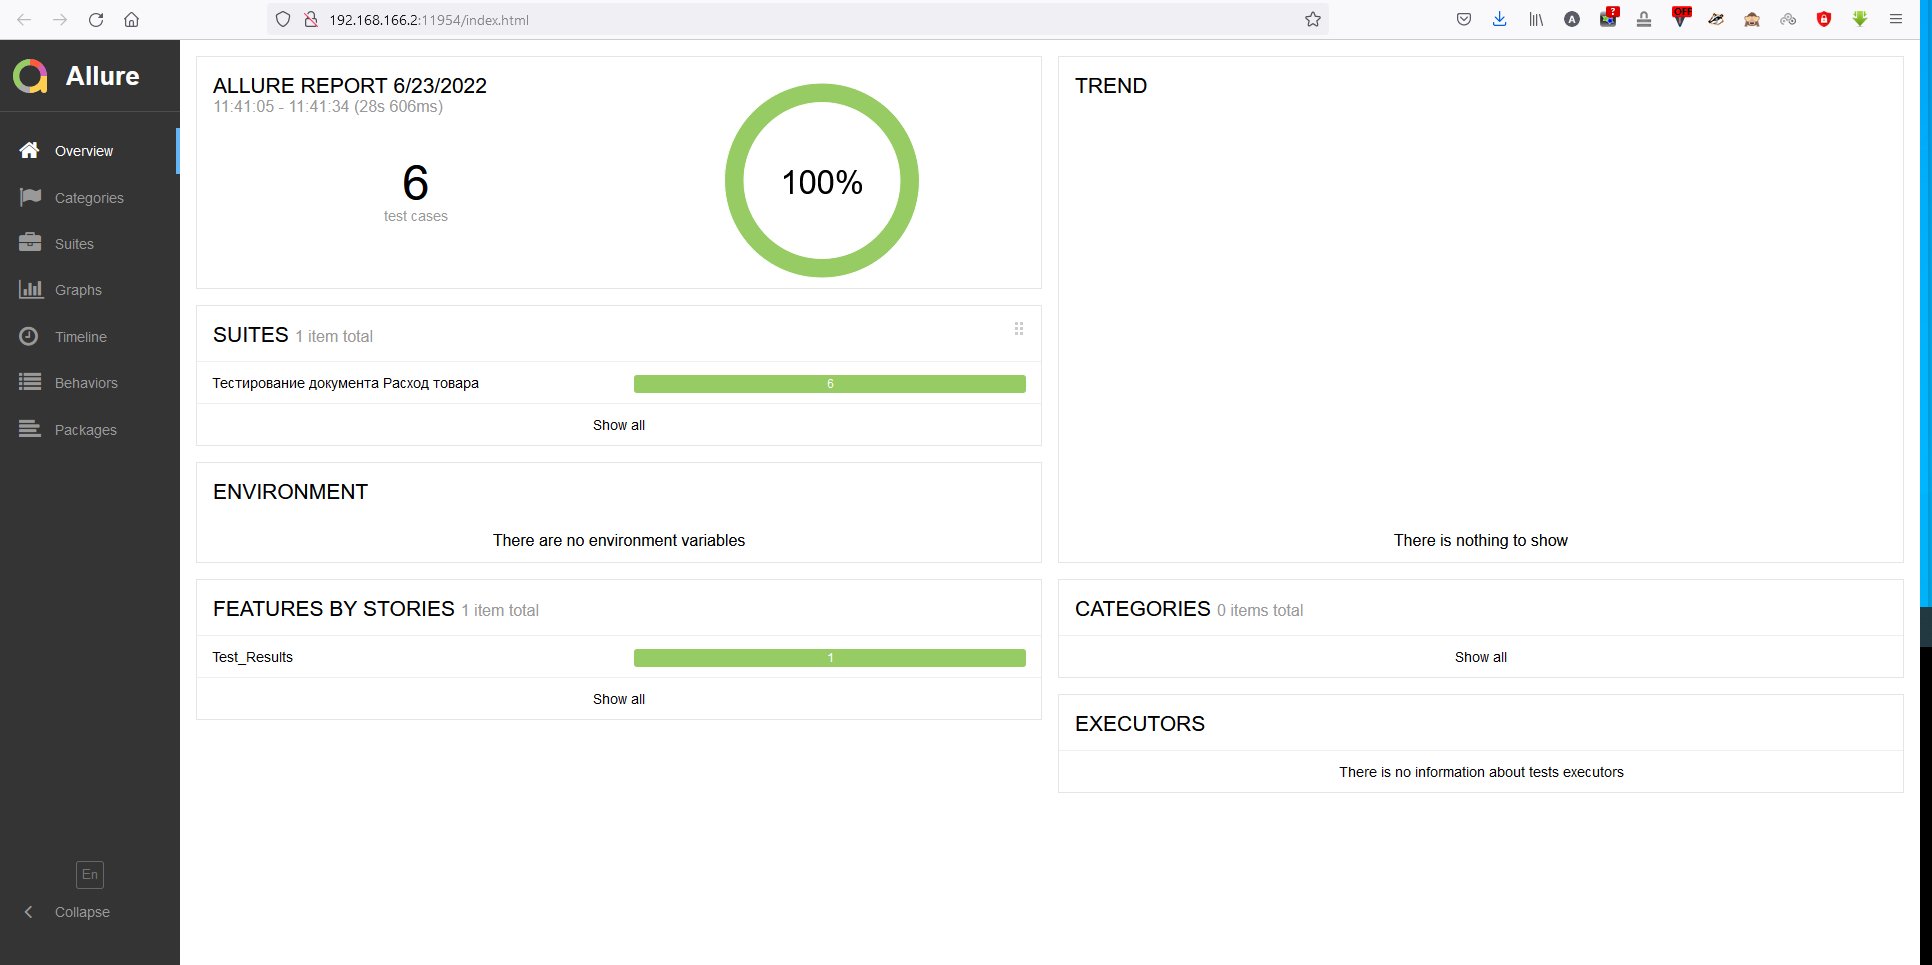 192.168.166.2:11954/index.html
A
?
OFF
Allure
Overview
Categories
Suites
Graphs
Timeline
Behaviors
Packages
En
Collapse
ALLURE REPORT 6/23/2022
11:41:05 - 11:41:34 (28s 606ms)
6
test cases
100%
SUITES 1 item total
Тестирование документа Расход товара 6
Show all
ENVIRONMENT
There are no environment variables
FEATURES BY STORIES 1 item total
Test_Results 1
Show all
TREND
There is nothing to show
CATEGORIES 0 items total
Show all
EXECUTORS
There is no information about tests executors